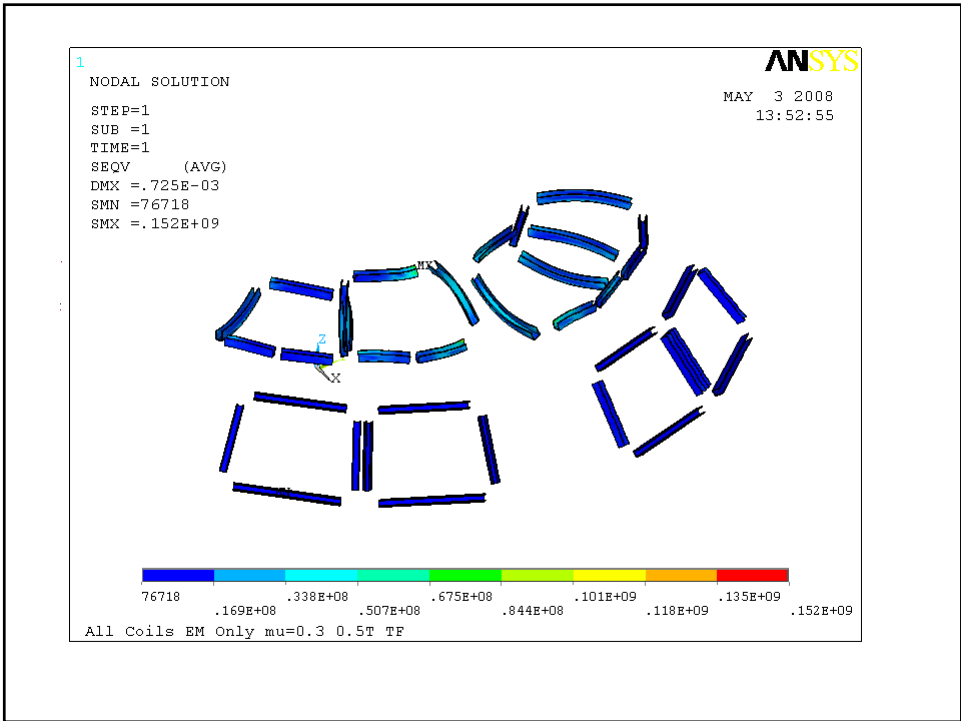 1
ANSYS
NODAL SOLUTION
MAY 3 2008
13:52:55
STEP=1
SUB =1
TIME=1
SEQV (AVG)
DMX =.725E-03
SMN =76718
SMX =.152E+09
MX
Z
X
76718
.169E+08
.338E+08
.507E+08
.675E+08
.844E+08
.101E+09
.118E+09
.135E+09
.152E+09
All Coils EM Only mu=0.3 0.5T TF